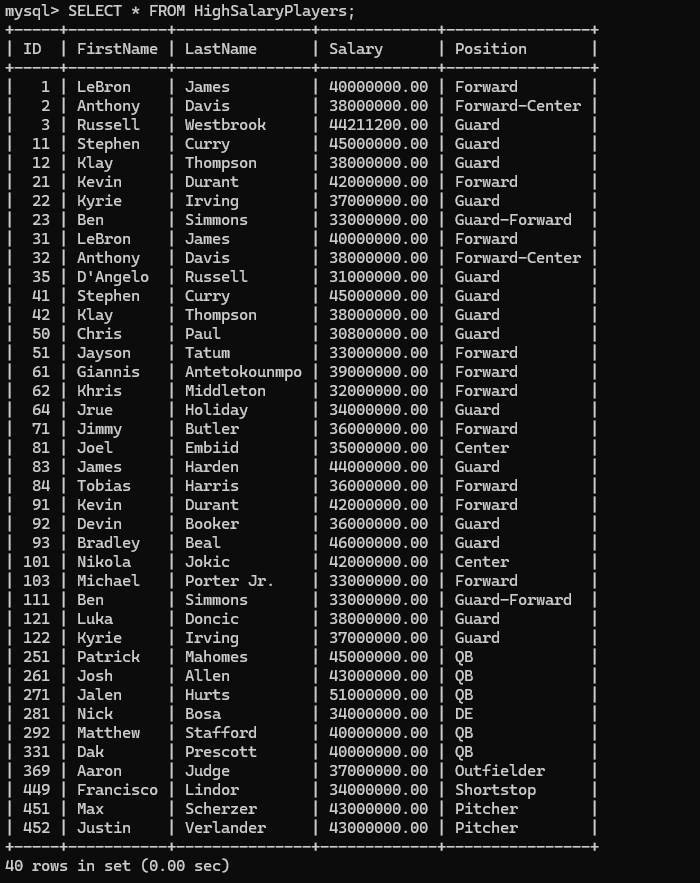 mysql> SELECT * FROM HighSalaryPlayers;
+-----+-----------+---------------+-------------+----------------+
| ID  | FirstName | LastName      | Salary      | Position       |
+-----+-----------+---------------+-------------+----------------+
|   1 | LeBron    | James         | 40000000.00 | Forward        |
|   2 | Anthony   | Davis         | 38000000.00 | Forward-Center |
|   3 | Russell   | Westbrook     | 44211200.00 | Guard          |
|  11 | Stephen   | Curry         | 45000000.00 | Guard          |
|  12 | Klay      | Thompson      | 38000000.00 | Guard          |
|  21 | Kevin     | Durant        | 42000000.00 | Forward        |
|  22 | Kyrie     | Irving        | 37000000.00 | Guard          |
|  23 | Ben       | Simmons       | 33000000.00 | Guard-Forward  |
|  31 | LeBron    | James         | 40000000.00 | Forward        |
|  32 | Anthony   | Davis         | 38000000.00 | Forward-Center |
|  35 | D'Angelo  | Russell       | 31000000.00 | Guard          |
|  41 | Stephen   | Curry         | 45000000.00 | Guard          |
|  42 | Klay      | Thompson      | 38000000.00 | Guard          |
|  50 | Chris     | Paul          | 30800000.00 | Guard          |
|  51 | Jayson    | Tatum         | 33000000.00 | Forward        |
|  61 | Giannis   | Antetokounmpo | 39000000.00 | Forward        |
|  62 | Khris     | Middleton     | 32000000.00 | Forward        |
|  64 | Jrue      | Holiday       | 34000000.00 | Guard          |
|  71 | Jimmy     | Butler        | 36000000.00 | Forward        |
|  81 | Joel      | Embiid        | 35000000.00 | Center         |
|  83 | James     | Harden        | 44000000.00 | Guard          |
|  84 | Tobias    | Harris        | 36000000.00 | Forward        |
|  91 | Kevin     | Durant        | 42000000.00 | Forward        |
|  92 | Devin     | Booker        | 36000000.00 | Guard          |
|  93 | Bradley   | Beal          | 46000000.00 | Guard          |
| 101 | Nikola    | Jokic         | 42000000.00 | Center         |
| 103 | Michael   | Porter Jr.    | 33000000.00 | Forward        |
| 111 | Ben       | Simmons       | 33000000.00 | Guard-Forward  |
| 121 | Luka      | Doncic        | 38000000.00 | Guard          |
| 122 | Kyrie     | Irving        | 37000000.00 | Guard          |
| 251 | Patrick   | Mahomes       | 45000000.00 | QB             |
| 261 | Josh      | Allen         | 43000000.00 | QB             |
| 271 | Jalen     | Hurts         | 51000000.00 | QB             |
| 281 | Nick      | Bosa          | 34000000.00 | DE             |
| 292 | Matthew   | Stafford      | 40000000.00 | QB             |
| 331 | Dak       | Prescott      | 40000000.00 | QB             |
| 369 | Aaron     | Judge         | 37000000.00 | Outfielder     |
| 449 | Francisco | Lindor        | 34000000.00 | Shortstop      |
| 451 | Max       | Scherzer      | 43000000.00 | Pitcher        |
| 452 | Justin    | Verlander     | 43000000.00 | Pitcher        |
+-----+-----------+---------------+-------------+----------------+
40 rows in set (0.00 sec)